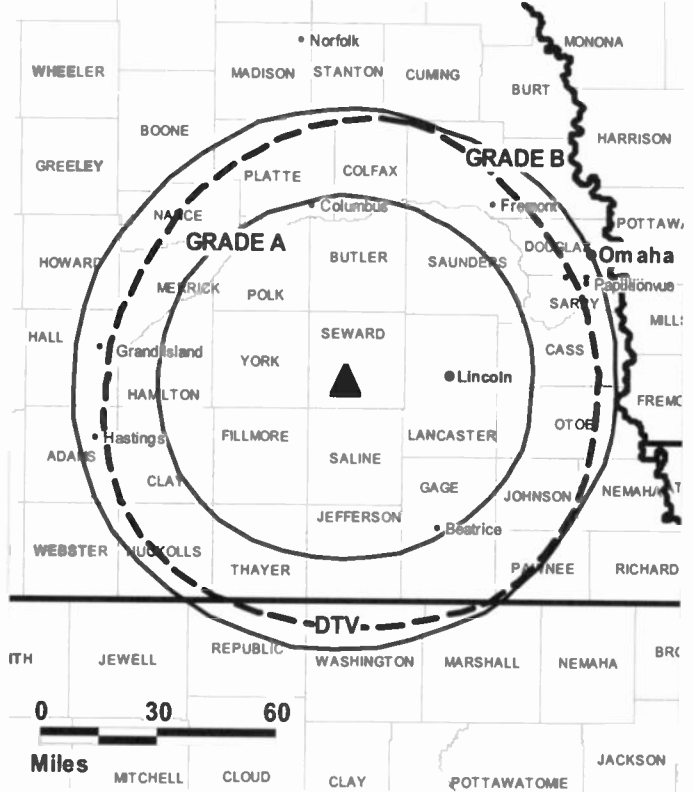 Norfolk
MONONA
WHEELER
MADISON STANTON CUMING
BURT
BOONE
HARRISON
GREELEY
GRADE B
COLFAX
PLATTE
Columbus
Fremont
NANCE
POTTAWA
GRADE A
DOUGLAS
Omaha
HOWARD
BUTLER
SAUNDERS
MERRICK
POLK
SARPY
MILLS
HALL
SEWARD
Grand Island
YORK
CASS
Lincoln
HAMILTON
FREMO
OTOE
Hastings
FILLMORE
LANCASTER
ADAMS
SALINE
CLAY
GAGE
JOHNSON
NEMAHA
JEFFERSON
Beatrice
WEBSTER
NUCKOLLS
THAYER
PAWNEE
RICHARD
DTV
REPUBLIC
ITH
JEWELL
WASHINGTON
MARSHALL
NEMAHA
BRO
0 30 60
Miles
JACKSON
MITCHELL
CLOUD
CLAY
POTTAWATOMIE